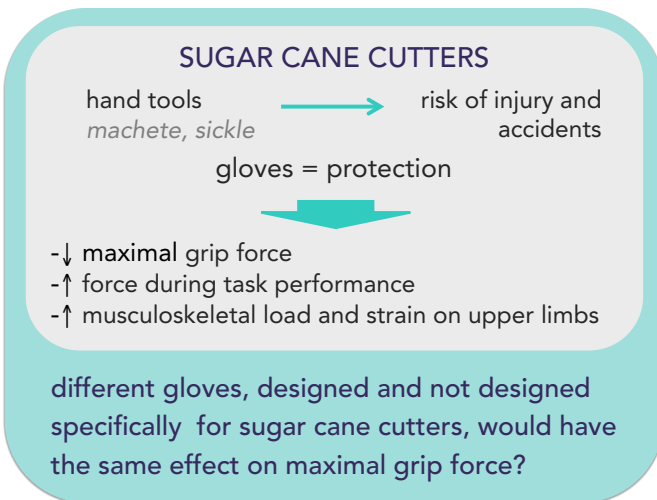 SUGAR CANE CUTTERS
hand tools
risk of injury and
machete, sickle
accidents
gloves = protection
-↓ maximal grip force
-↑ force during task performance
-↑ musculoskeletal load and strain on upper limbs
different gloves, designed and not designed
specifically for sugar cane cutters, would have
the same effect on maximal grip force?